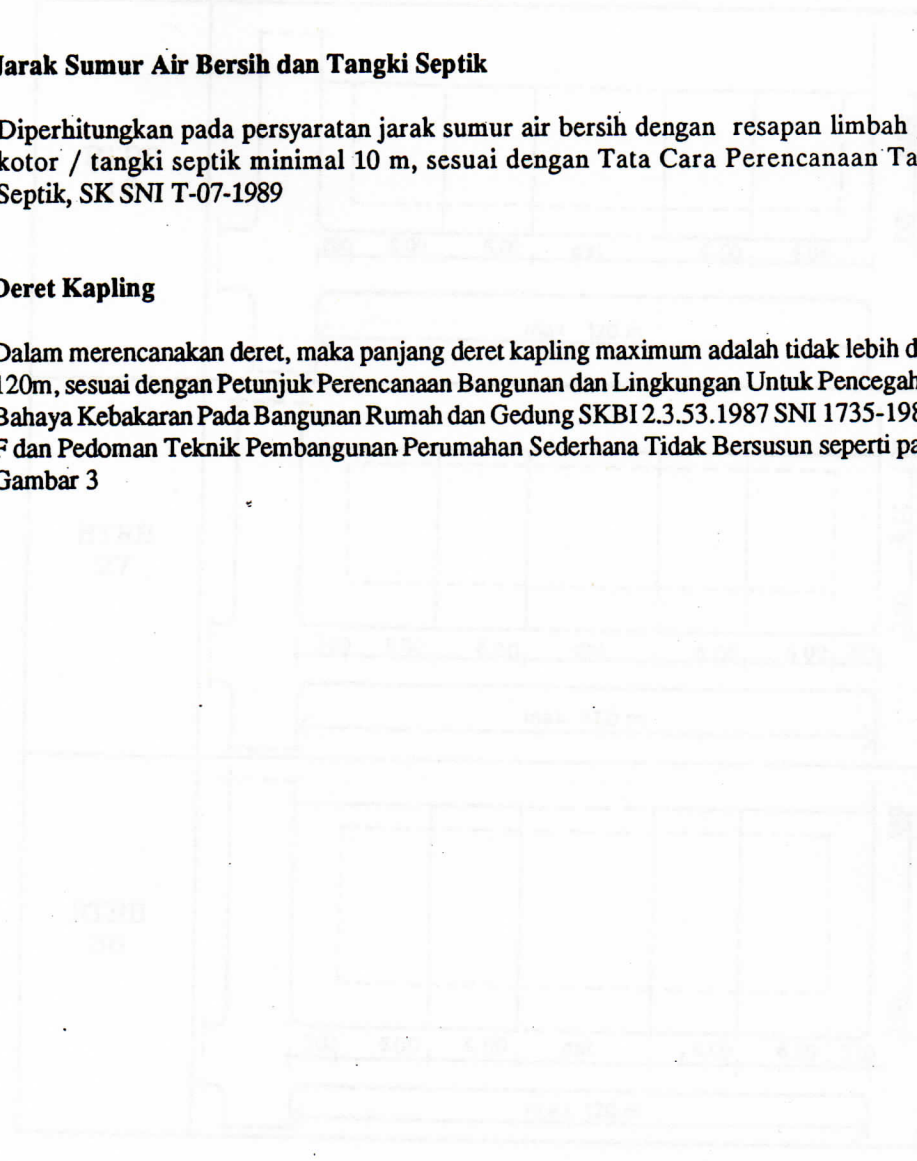 Jarak Sumur Air Bersih dan Tangki Septik
Diperhitungkan pada persyaratan jarak sumur air bersih dengan resapan limbah
kotor / tangki septik minimal 10 m, sesuai dengan Tata Cara Perencanaan Ta
Septik, SK SNI T-07-1989
Deret Kapling
Dalam merencanakan deret, maka panjang deret kapling maximum adalah tidak lebih d
120m, sesuai dengan Petunjuk Perencanaan Bangunan dan Lingkungan Untuk Pencegah
Bahaya Kebakaran Pada Bangunan Rumah dan Gedung SKBI 2.3.53.1987 SNI 1735-198
F dan Pedoman Teknik Pembangunan Perumahan Sederhana Tidak Bersusun seperti pa
Gambar 3